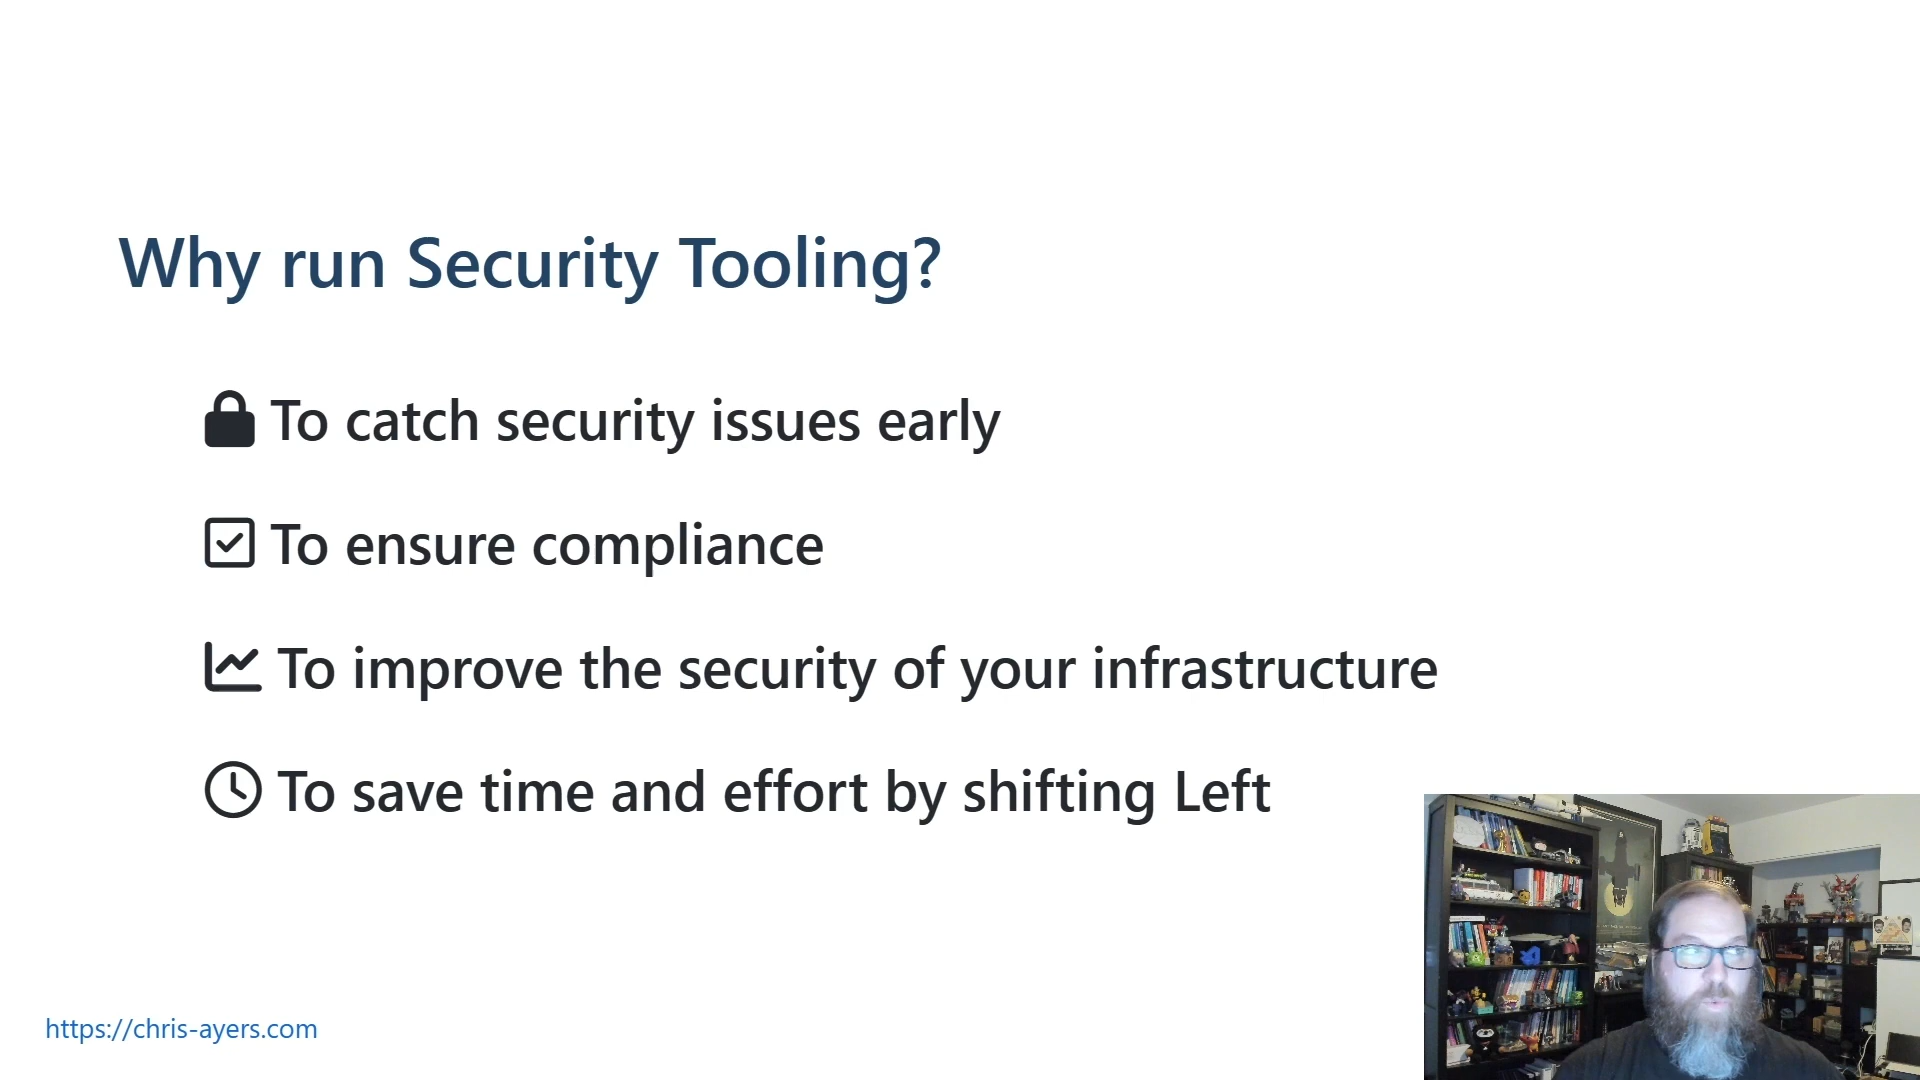 Why run Security Tooling?
To catch security issues early
To ensure compliance
To improve the security of your infrastructure
To save time and effort by shifting Left
https://chris-ayers.com